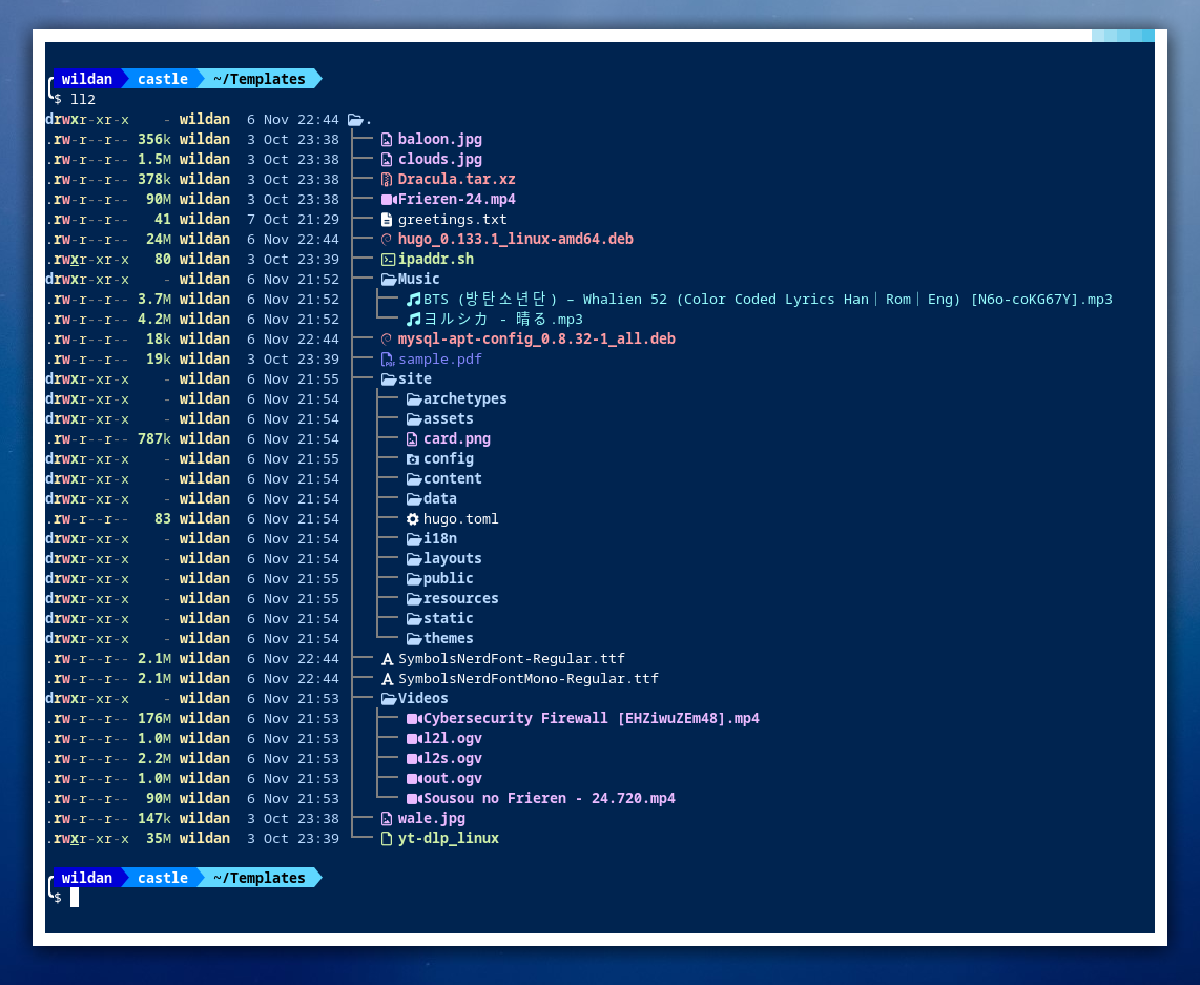 wildan castle ~/Templates
$ ll2
drwxr-xr-x - wildan 6 Nov 22:44 .
.rw-r--r-- 356k wildan 3 Oct 23:38 baloon.jpg
.rw-r--r-- 1.5M wildan 3 Oct 23:38 clouds.jpg
.rw-r--r-- 378k wildan 3 Oct 23:38 Dracula.tar.xz
.rw-r--r-- 90M wildan 3 Oct 23:38 Frieren-24.mp4
.rw-r--r-- 41 wildan 7 Oct 21:29 greetings.txt
.rw-r--r-- 24M wildan 6 Nov 22:44 hugo_0.133.1_linux-amd64.deb
.rwxr-xr-x 80 wildan 3 Oct 23:39 ipaddr.sh
drwxr-xr-x - wildan 6 Nov 21:52 Music
.rw-r--r-- 3.7M wildan 6 Nov 21:52 BTS (방탄소년단) – Whalien 52 (Color Coded Lyrics Han|Rom|Eng) [N6o-coKG67Y].mp3
.rw-r--r-- 4.2M wildan 6 Nov 21:52 ヨルシカ - 晴る.mp3
.rw-r--r-- 18k wildan 6 Nov 22:44 mysql-apt-config_0.8.32-1_all.deb
.rw-r--r-- 19k wildan 3 Oct 23:39 sample.pdf
drwxr-xr-x - wildan 6 Nov 21:55 site
drwxr-xr-x - wildan 6 Nov 21:54 archetypes
drwxr-xr-x - wildan 6 Nov 21:54 assets
.rw-r--r-- 787k wildan 6 Nov 21:54 card.png
drwxr-xr-x - wildan 6 Nov 21:55 config
drwxr-xr-x - wildan 6 Nov 21:54 content
drwxr-xr-x - wildan 6 Nov 21:54 data
.rw-r--r-- 83 wildan 6 Nov 21:54 hugo.toml
drwxr-xr-x - wildan 6 Nov 21:54 i18n
drwxr-xr-x - wildan 6 Nov 21:54 layouts
drwxr-xr-x - wildan 6 Nov 21:55 public
drwxr-xr-x - wildan 6 Nov 21:55 resources
drwxr-xr-x - wildan 6 Nov 21:54 static
drwxr-xr-x - wildan 6 Nov 21:54 themes
.rw-r--r-- 2.1M wildan 6 Nov 22:44 SymbolsNerdFont-Regular.ttf
.rw-r--r-- 2.1M wildan 6 Nov 22:44 SymbolsNerdFontMono-Regular.ttf
drwxr-xr-x - wildan 6 Nov 21:53 Videos
.rw-r--r-- 176M wildan 6 Nov 21:53 Cybersecurity Firewall [EHZiwuZEm48].mp4
.rw-r--r-- 1.0M wildan 6 Nov 21:53 l2l.ogv
.rw-r--r-- 2.2M wildan 6 Nov 21:53 l2s.ogv
.rw-r--r-- 1.0M wildan 6 Nov 21:53 out.ogv
.rw-r--r-- 90M wildan 6 Nov 21:53 Sousou no Frieren - 24.720.mp4
.rw-r--r-- 147k wildan 3 Oct 23:38 wale.jpg
.rwxr-xr-x 35M wildan 3 Oct 23:39 yt-dlp_linux
wildan castle ~/Templates
$